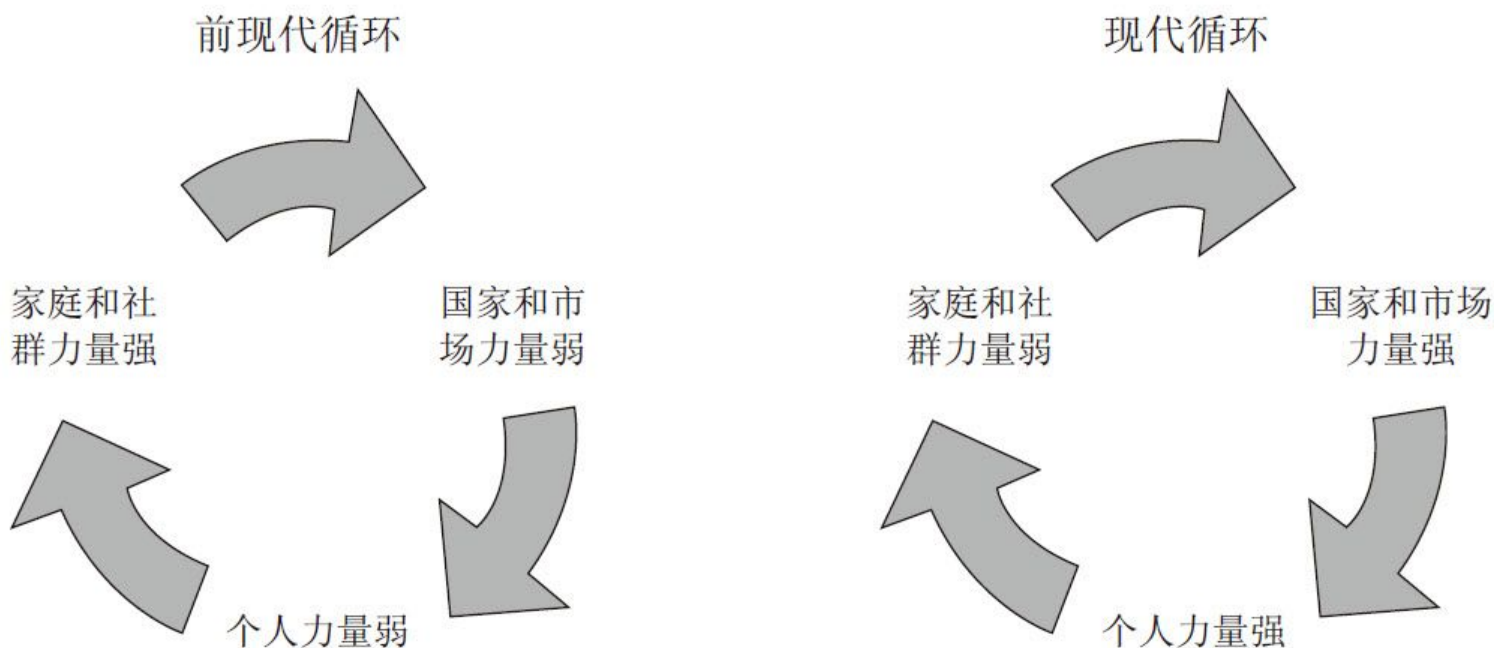 前现代循环
现代循环
家庭和社
群力量强
国家和市
场力量弱
家庭和社
群力量弱
国家和市场
力量强
个人力量弱
个人力量强